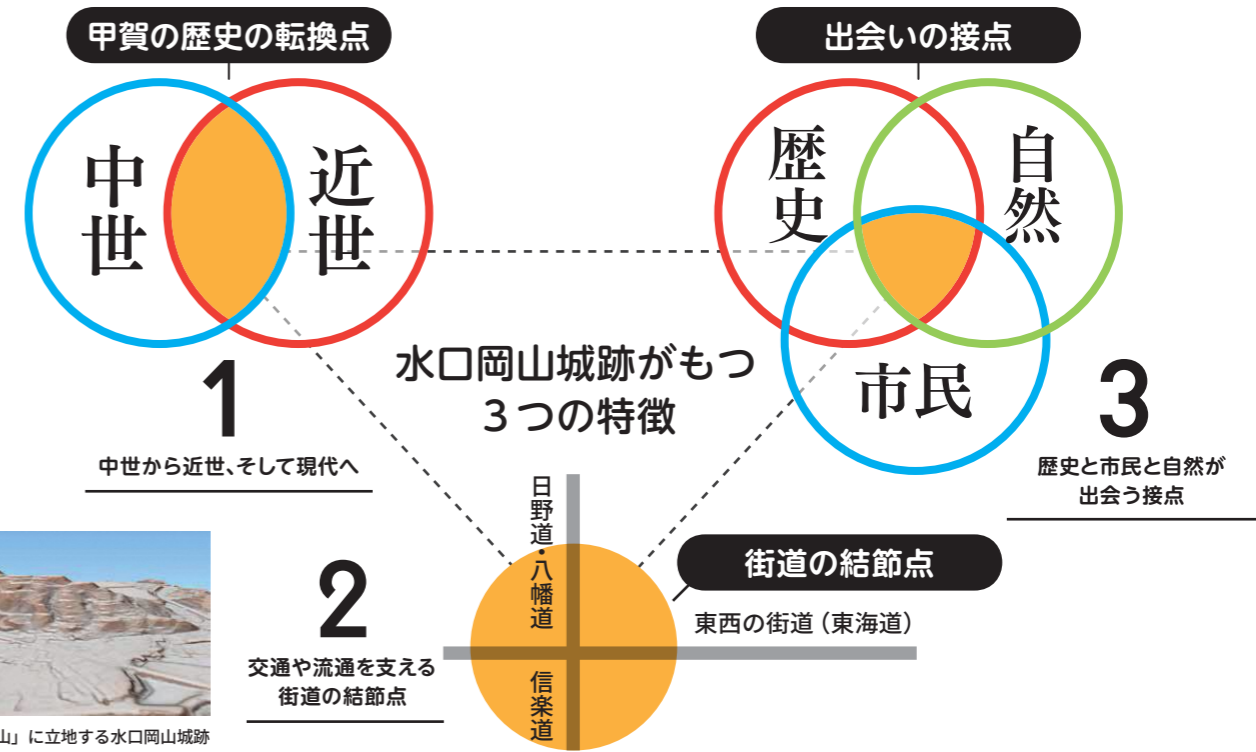 甲賀の歴史の転換点
中世
近世
1
中世から近世、そして現代へ
出会いの接点
歴史
自然
市民
3
歴史と市民と自然が
出会う接点
水口岡山城跡がもつ
3つの特徴
2
交通や流通を支える
街道の結節点
日野道・八幡道
信楽道
街道の結節点
東西の街道（東海道）
山」に立地する水口岡山城跡